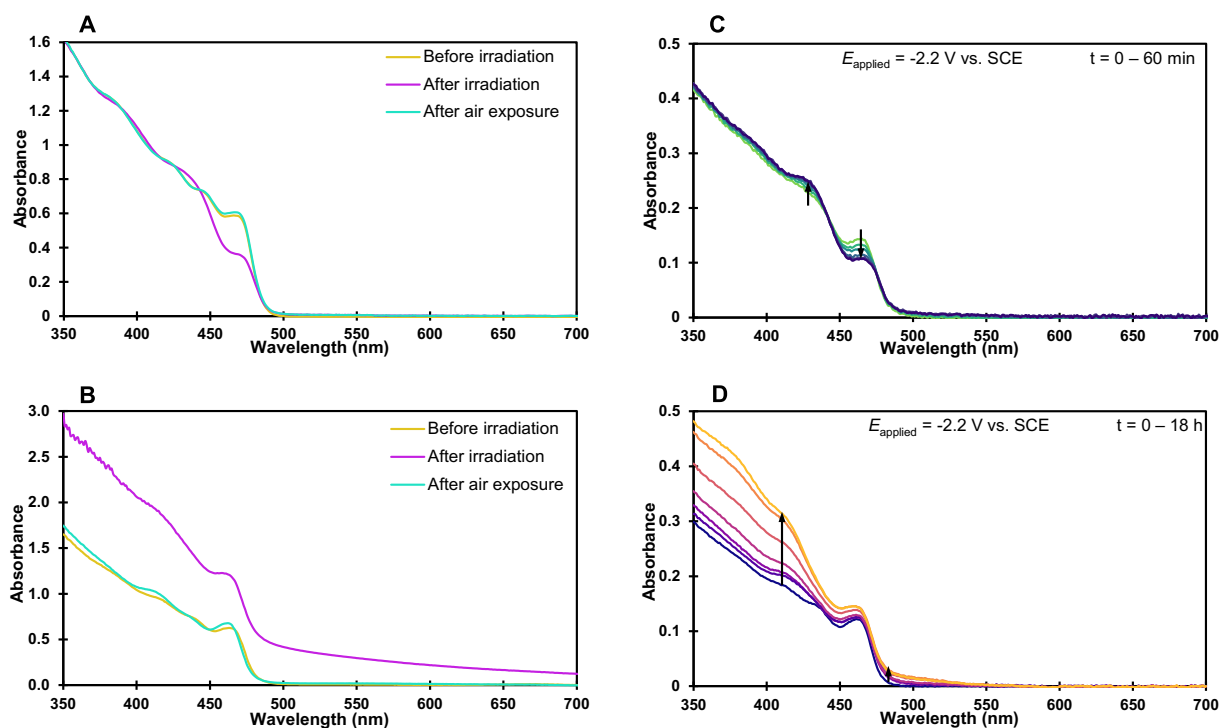 A
Absorbance
1.6
1.4
1.2
1
0.8
0.6
0.4
0.2
0
Before irradiation
After irradiation
After air exposure
350 400 450 500 550 600 650 700
Wavelength (nm)
C
Absorbance
0.5
0.4
0.3
0.2
0.1
0
E applied = -2.2 V vs. SCE t = 0 – 60 min
350 400 450 500 550 600 650 700
Wavelength (nm)
B
Absorbance
3.0
2.5
2.0
1.5
1.0
0.5
0.0
Before irradiation
After irradiation
After air exposure
350 400 450 500 550 600 650 700
Wavelength (nm)
D
Absorbance
0.5
0.4
0.3
0.2
0.1
0
E applied = -2.2 V vs. SCE t = 0 – 18 h
350 400 450 500 550 600 650 700
Wavelength (nm)